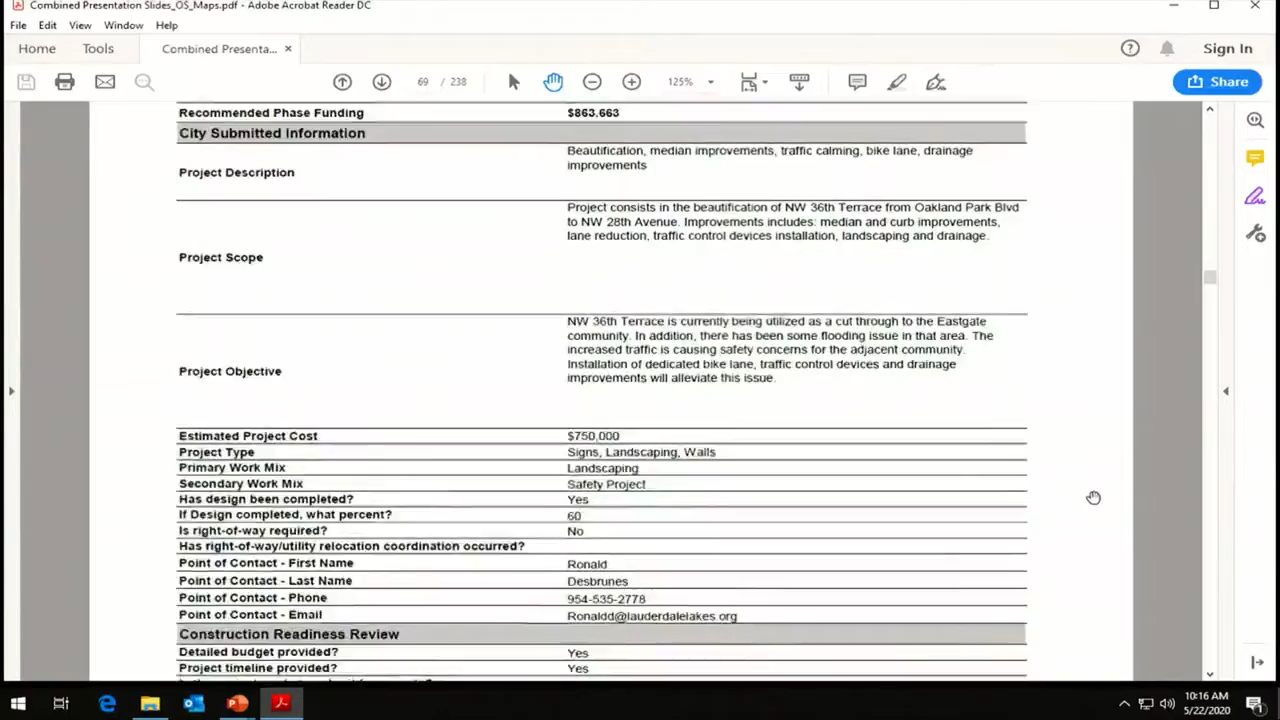 Combined Presentation Slides_OS_Maps.pdf - Adobe Acrobat Reader DC
File Edit View Window Help
Home Tools Combined Presenta... × Sign In
69 / 238 125% Share
Recommended Phase Funding $863,663
City Submitted Information
Project Description
Beautification, median improvements, traffic calming, bike lane, drainage
improvements
Project Scope
Project consists in the beautification of NW 36th Terrace from Oakland Park Blvd
to NW 28th Avenue. Improvements includes: median and curb improvements,
lane reduction, traffic control devices installation, landscaping and drainage.
Project Objective
NW 36th Terrace is currently being utilized as a cut through to the Eastgate
community. In addition, there has been some flooding issue in that area. The
increased traffic is causing safety concerns for the adjacent community.
Installation of dedicated bike lane, traffic control devices and drainage
improvements will alleviate this issue.
Estimated Project Cost $750,000
Project Type Signs, Landscaping, Walls
Primary Work Mix Landscaping
Secondary Work Mix Safety Project
Has design been completed? Yes
If Design completed, what percent? 60
Is right-of-way required? No
Has right-of-way/utility relocation coordination occurred?
Point of Contact - First Name Ronald
Point of Contact - Last Name Desbrunes
Point of Contact - Phone 954-535-2778
Point of Contact - Email Ronaldd@lauderdalelakes.org
Construction Readiness Review
Detailed budget provided? Yes
Project timeline provided? Yes
10:16 AM
5/22/2020